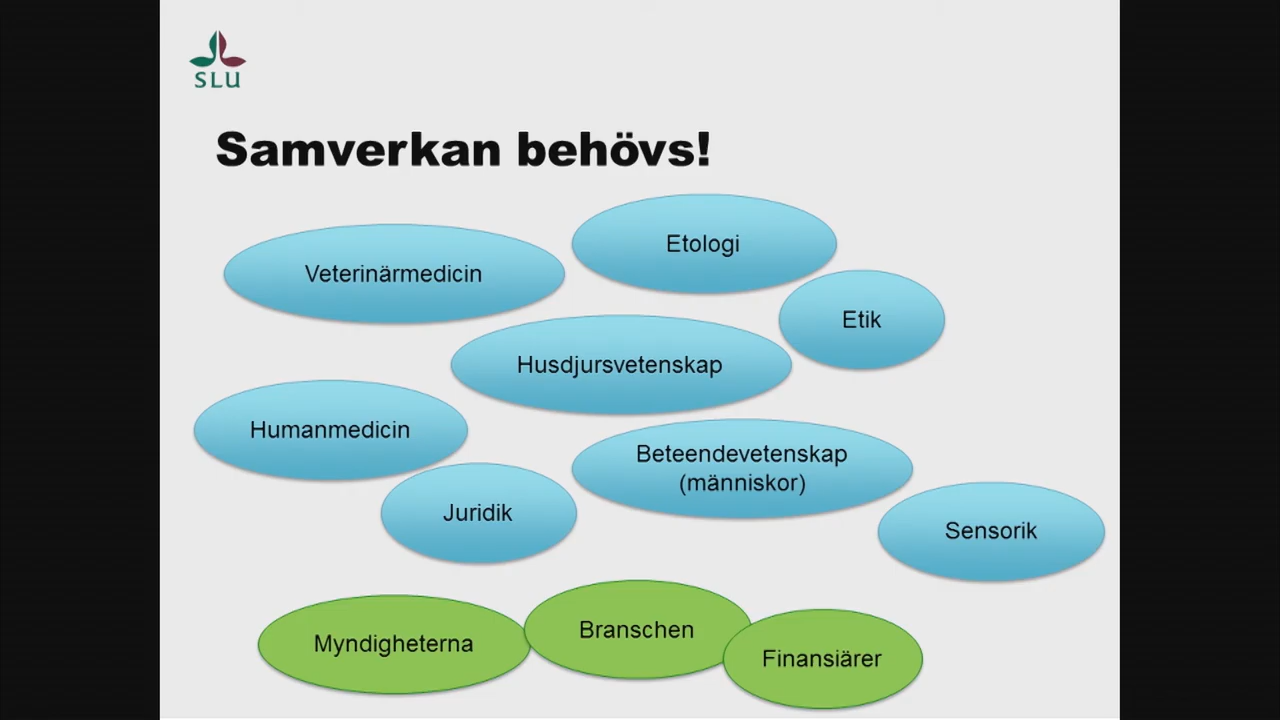 SLU
Samverkan behövs!
Etologi
Veterinärmedicin
Etik
Husdjursvetenskap
Humanmedicin
Beteendevetenskap
(människor)
Juridik
Sensorik
Branschen
Myndigheterna
Finansiärer